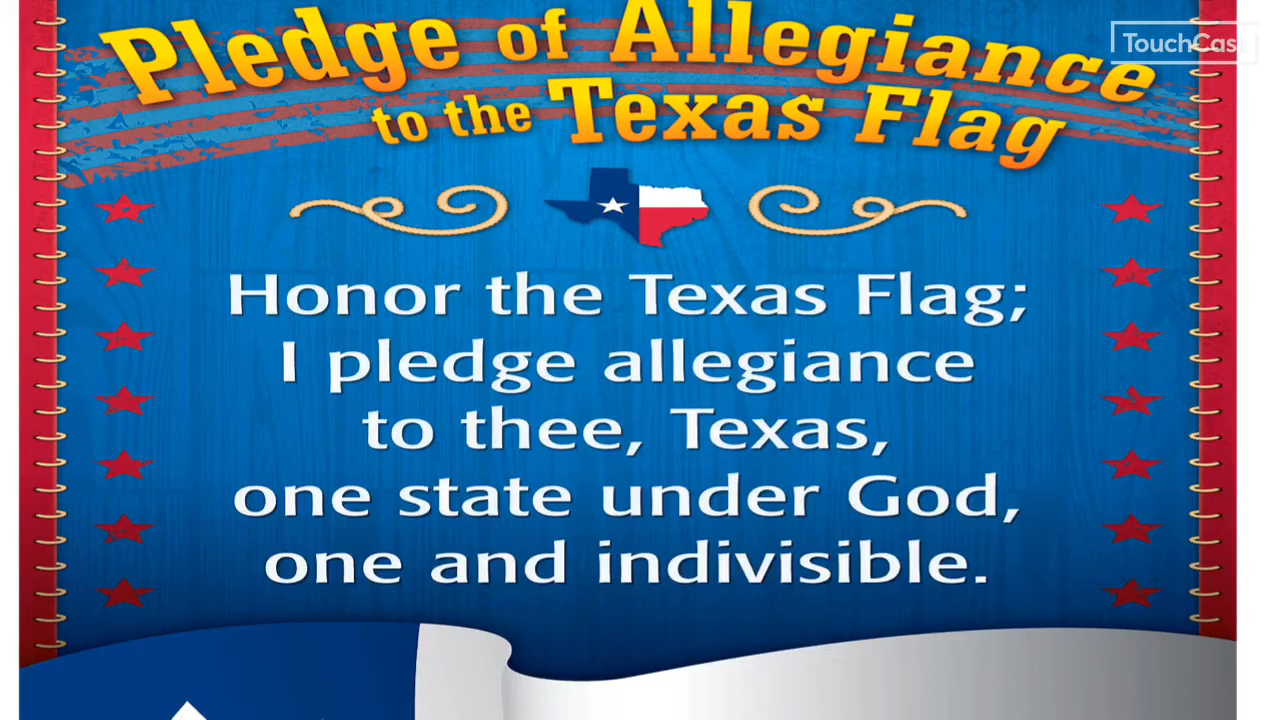 Pledge of Allegiance
to the Texas Flag
TouchCast
Honor the Texas Flag;
I pledge allegiance
to thee, Texas,
one state under God,
one and indivisible.